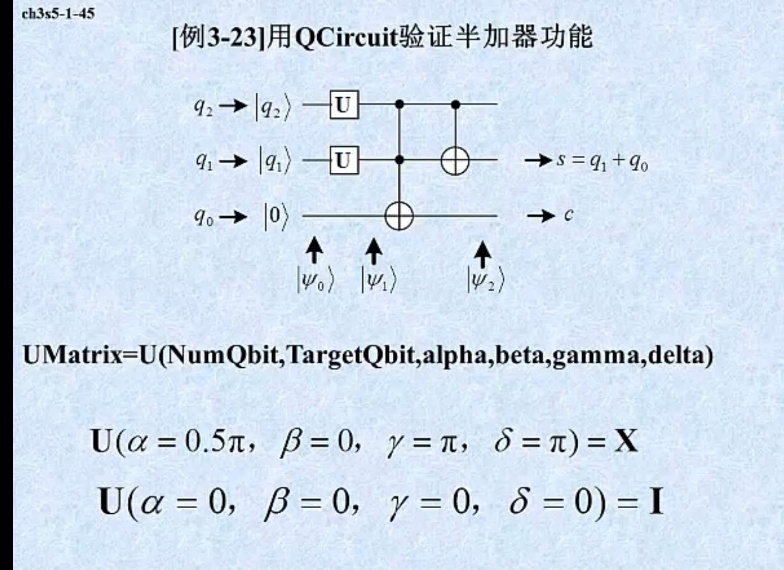 ch3s5-1-45
[例3-23]用QCircuit验证半加器功能
q₂ → |q₂⟩ U
q₁ → |q₁⟩ U → s = q₁ + q₀
q₀ → |0⟩ → c
|ψ₀⟩ |ψ₁⟩ |ψ₂⟩
UMatrix=U(NumQbit,TargetQbit,alpha,beta,gamma,delta)
U(α = 0.5π, β = 0, γ = π, δ = π) = X
U(α = 0, β = 0, γ = 0, δ = 0) = I